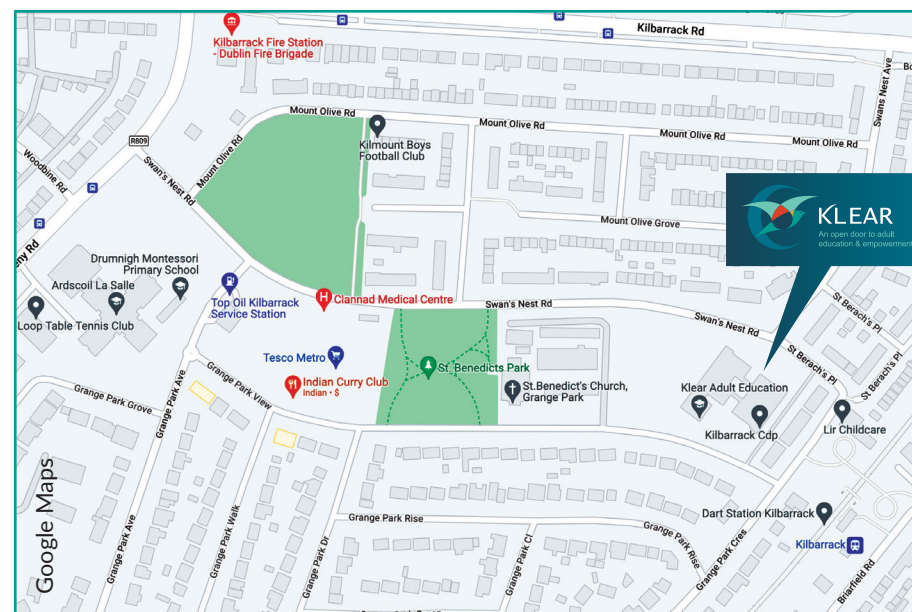 Kilbarrack Fire Station
- Dublin Fire Brigade
Kilbarrack Rd
Swans Nest Ave
Mount Olive Rd
Kilmount Boys
Football Club
Mount Olive Rd
Mount Olive Rd
Mount Olive Rd
R809
Mount Olive Rd
Woodbine Rd
Swan's Nest Rd
KLEAR
An open door to adult
education & empowerment
Mount Olive Grove
Drumnigh Montessori
Primary School
Ardscoil La Salle
Loop Table Tennis Club
Top Oil Kilbarrack
Service Station
H
Clannad Medical Centre
Swan's Nest Rd
Swan's Nest Rd
St Berach's Pl
St Berach's Pl
St Berach's Pl
Tesco Metro
Indian Curry Club
Indian • $
St. Benedicts Park
St.Benedict's Church,
Grange Park
Klear Adult Education
Kilbarrack Cdp
Lir Childcare
Grange Park View
Grange Park Grove
Grange Park Ave
Grange Park Ave
Grange Park Walk
Grange Park Dr
Grange Park Rise
Grange Park Cl
Grange Park Rise
Grange Park Cres
Dart Station Kilbarrack
Kilbarrack
Briarfield Rd
Google Maps